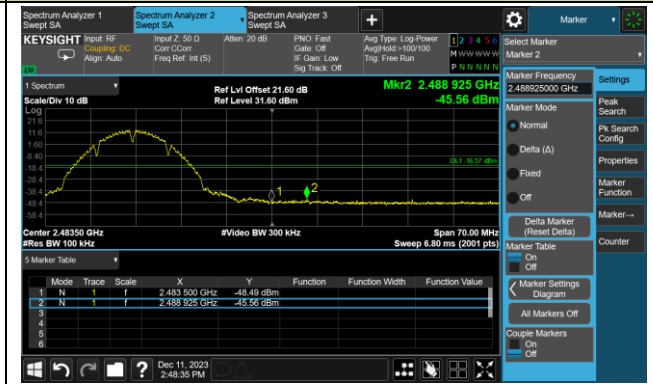 Spectrum Analyzer 1
Swept SA
Spectrum Analyzer 2
Swept SA
Spectrum Analyzer 3
Swept SA
+
Marker
KEYSIGHT
Input: RF
Coupling: DC
Align: Auto
Input Z: 50 Ω
Corr CCorr
Freq Ref: Int (S)
Atten: 20 dB
PNO: Fast
Gate: Off
IF Gain: Low
Sig Track: Off
Avg Type: Log-Power
Avg|Hold:>100/100
Trig: Free Run
1 2 3 4 5 6
M W W W W W
P N N N N N
LXI
Select Marker
Marker 2
1 Spectrum
Scale/Div 10 dB
Log
Ref Lvl Offset 21.60 dB
Ref Level 31.60 dBm
Mkr2 2.488 925 GHz
-45.56 dBm
21.6
11.6
1.60
-8.40
-18.4
-28.4
-38.4
-48.4
-58.4
DL1 -16.57 dBm
1
2
Center 2.48350 GHz
#Res BW 100 kHz
#Video BW 300 kHz
Span 70.00 MHz
Sweep 6.80 ms (2001 pts)
5 Marker Table
Mode Trace Scale X Y Function Function Width Function Value
1 N 1 f 2.483 500 GHz -48.49 dBm
2 N 1 f 2.488 925 GHz -45.56 dBm
3
4
5
6
Marker Frequency
2.488925000 GHz
Marker Mode
Normal
Delta (Δ)
Fixed
Off
Delta Marker
(Reset Delta)
Marker Table
On
Off
Marker Settings
Diagram
All Markers Off
Couple Markers
On
Off
Settings
Peak
Search
Pk Search
Config
Properties
Marker
Function
Marker→
Counter
?
Dec 11, 2023
2:48:35 PM